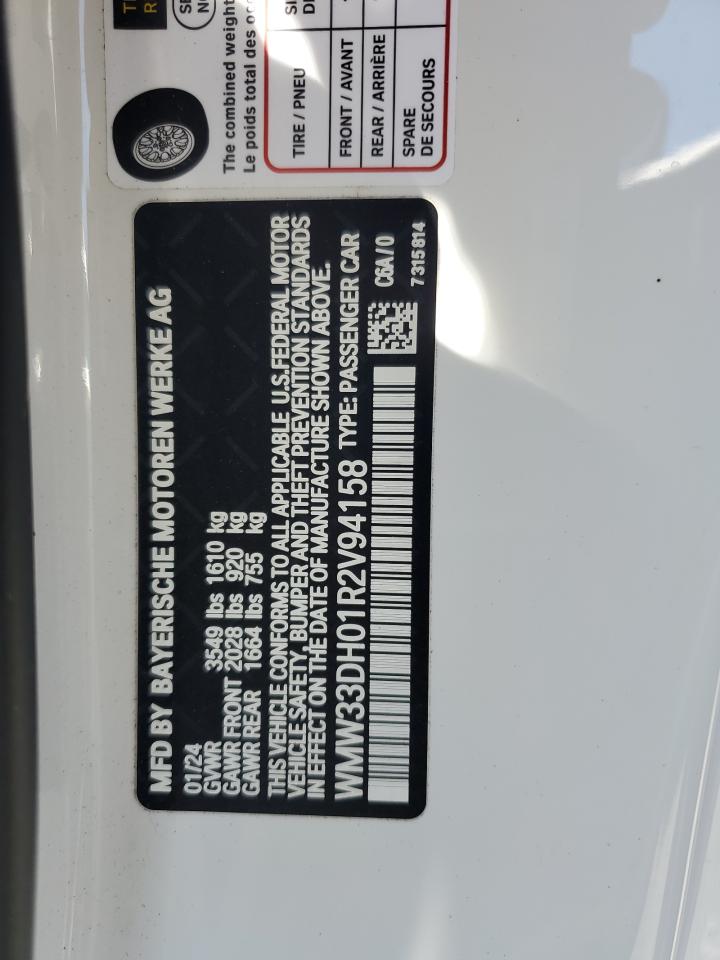 The combined weight
Le poids total des occ
TIRE / PNEU
FRONT / AVANT
REAR / ARRIÈRE
SPARE
DE SECOURS
MFD BY BAYERISCHE MOTOREN WERKE AG
01/24
GVWR 3549 lbs 1610 kg
GAWR FRONT 2028 lbs 920 kg
GAWR REAR 1664 lbs 755 kg
THIS VEHICLE CONFORMS TO ALL APPLICABLE U.S.FEDERAL MOTOR
VEHICLE SAFETY, BUMPER AND THEFT PREVENTION STANDARDS
IN EFFECT ON THE DATE OF MANUFACTURE SHOWN ABOVE.
WMW33DH01R2V94158 TYPE: PASSENGER CAR
C6A/0
7315814